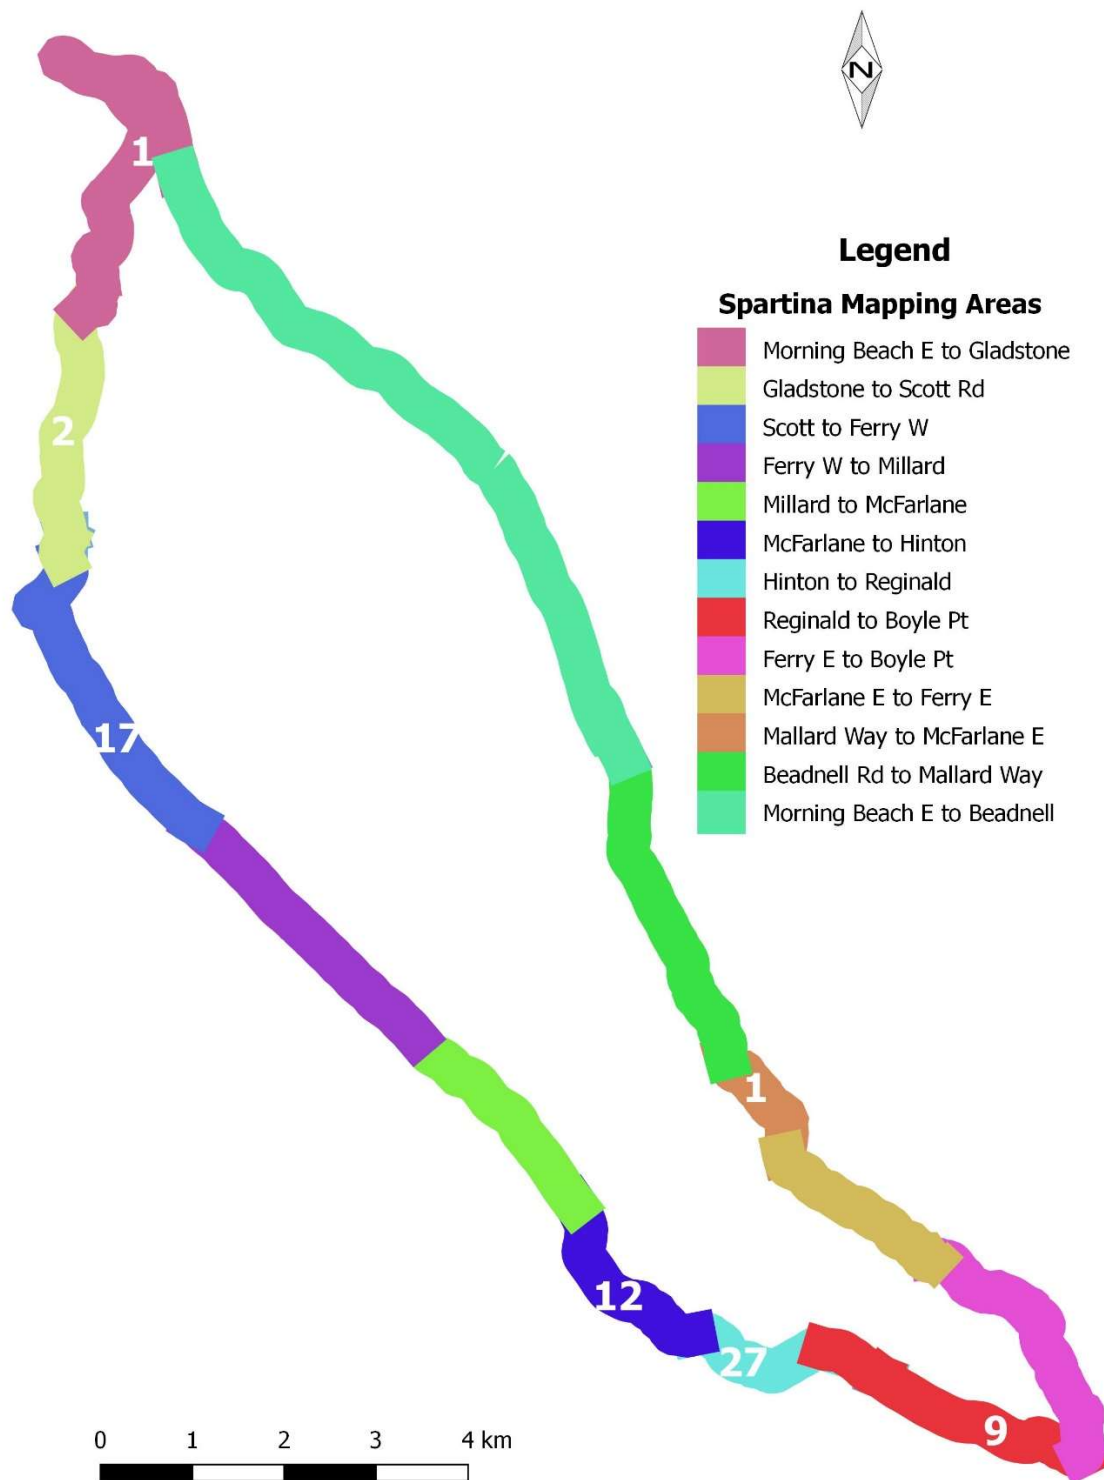 N
1
Legend
Spartina Mapping Areas
Morning Beach E to Gladstone
Gladstone to Scott Rd
Scott to Ferry W
Ferry W to Millard
Millard to McFarlane
McFarlane to Hinton
Hinton to Reginald
Reginald to Boyle Pt
Ferry E to Boyle Pt
McFarlane E to Ferry E
Mallard Way to McFarlane E
Beadnell Rd to Mallard Way
Morning Beach E to Beadnell
2
17
1
12
27
9
0 1 2 3 4 km